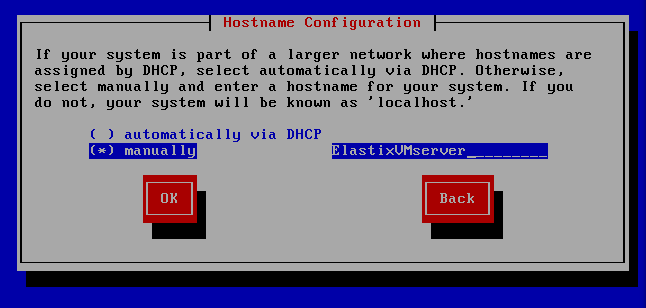 Hostname Configuration
If your system is part of a larger network where hostnames are
assigned by DHCP, select automatically via DHCP. Otherwise,
select manually and enter a hostname for your system. If you
do not, your system will be known as 'localhost.'
( ) automatically via DHCP
(*) manually ElastixVMserver_________
OK Back